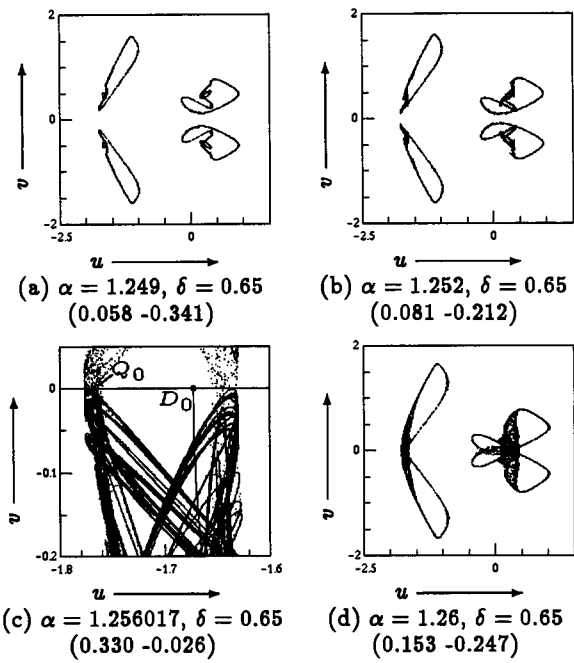 2
v
0
-2
-2.5
0
u
(a) α = 1.249, δ = 0.65
(0.058 -0.341)
2
v
0
-2
-2.5
0
u
(b) α = 1.252, δ = 0.65
(0.081 -0.212)
Q0
0
D0
v
-0.1
-0.2
-1.8
-1.7
-1.6
u
(c) α = 1.256017, δ = 0.65
(0.330 -0.026)
2
v
0
-2
-2.5
0
u
(d) α = 1.26, δ = 0.65
(0.153 -0.247)